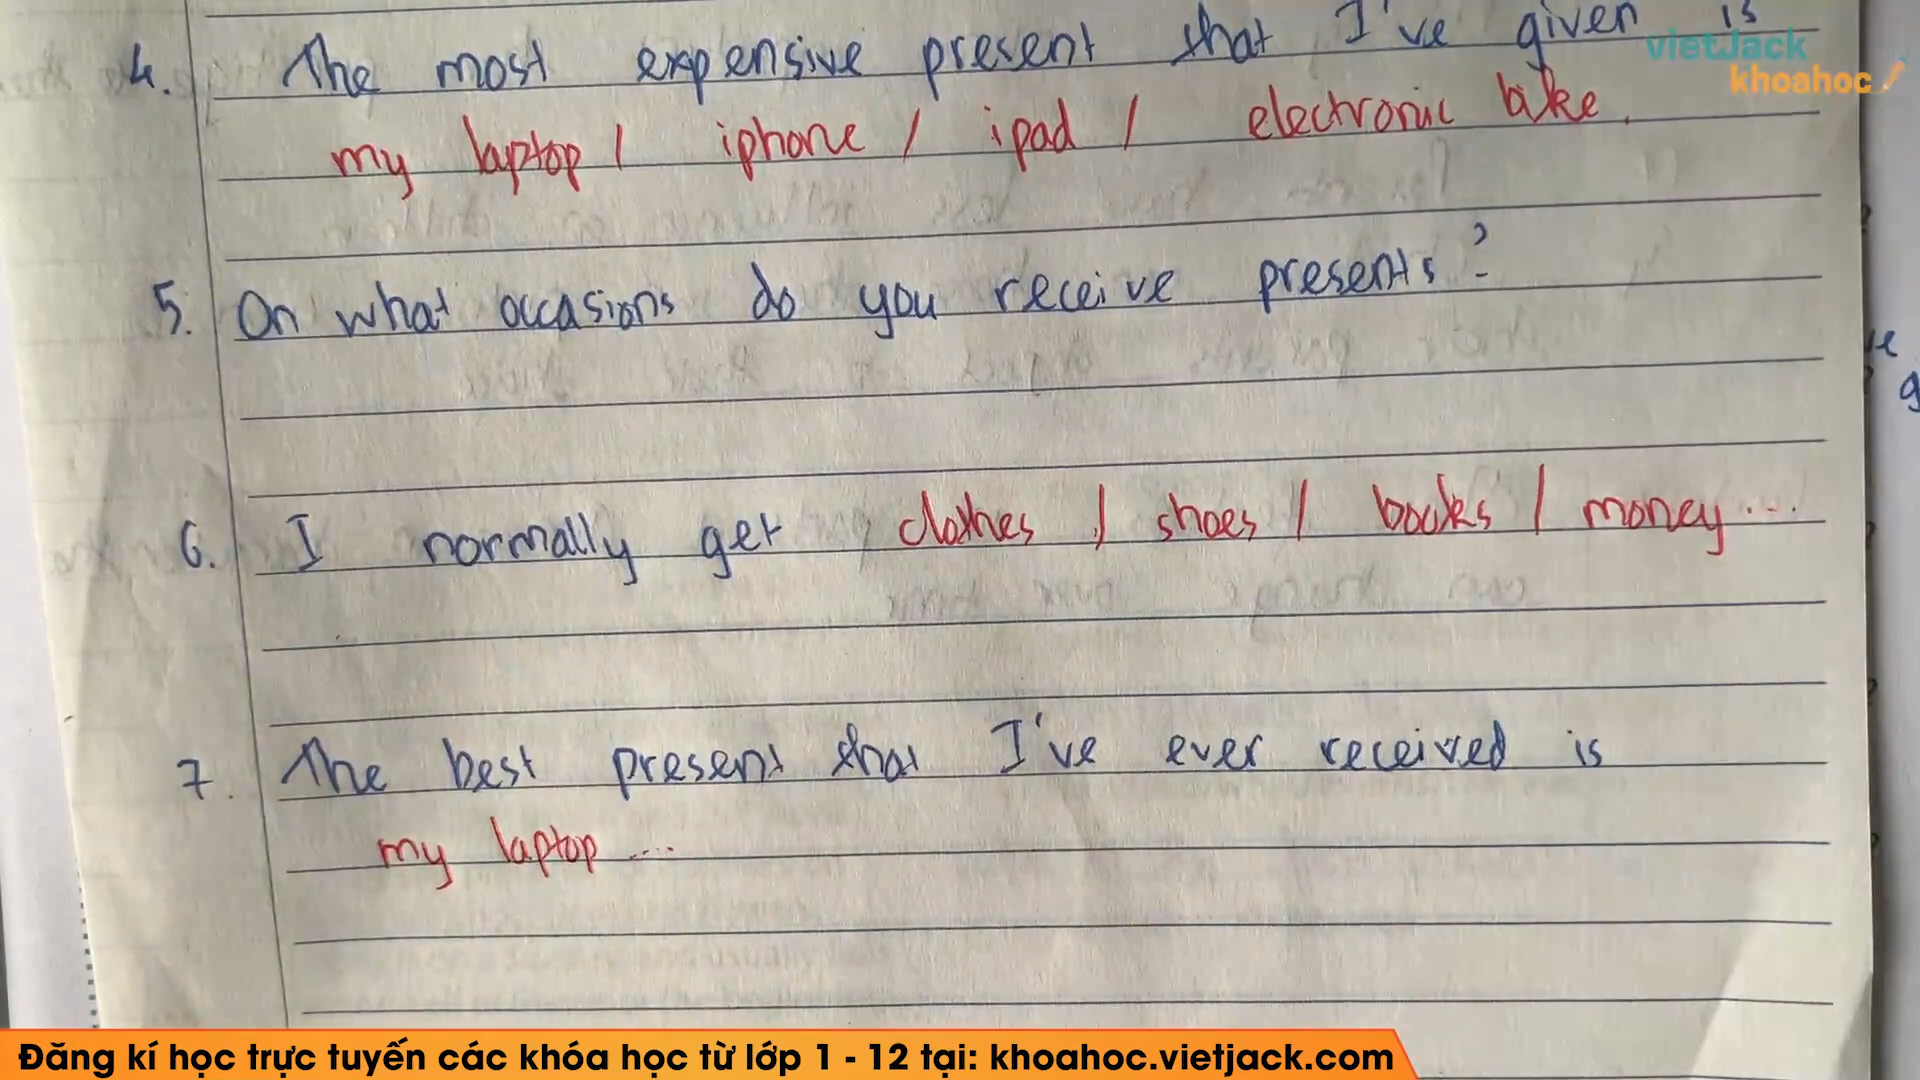 4. The most expensive present that I've given is
vietJack
khoahoc
my laptop / iphone / ipad / electronic bike.
5. On what occasions do you receive presents?
6. I normally get clothes / shoes / books / money...
7. The best present that I've ever received is
my laptop ...
Đăng kí học trực tuyến các khóa học từ lớp 1 - 12 tại: khoahoc.vietjack.com